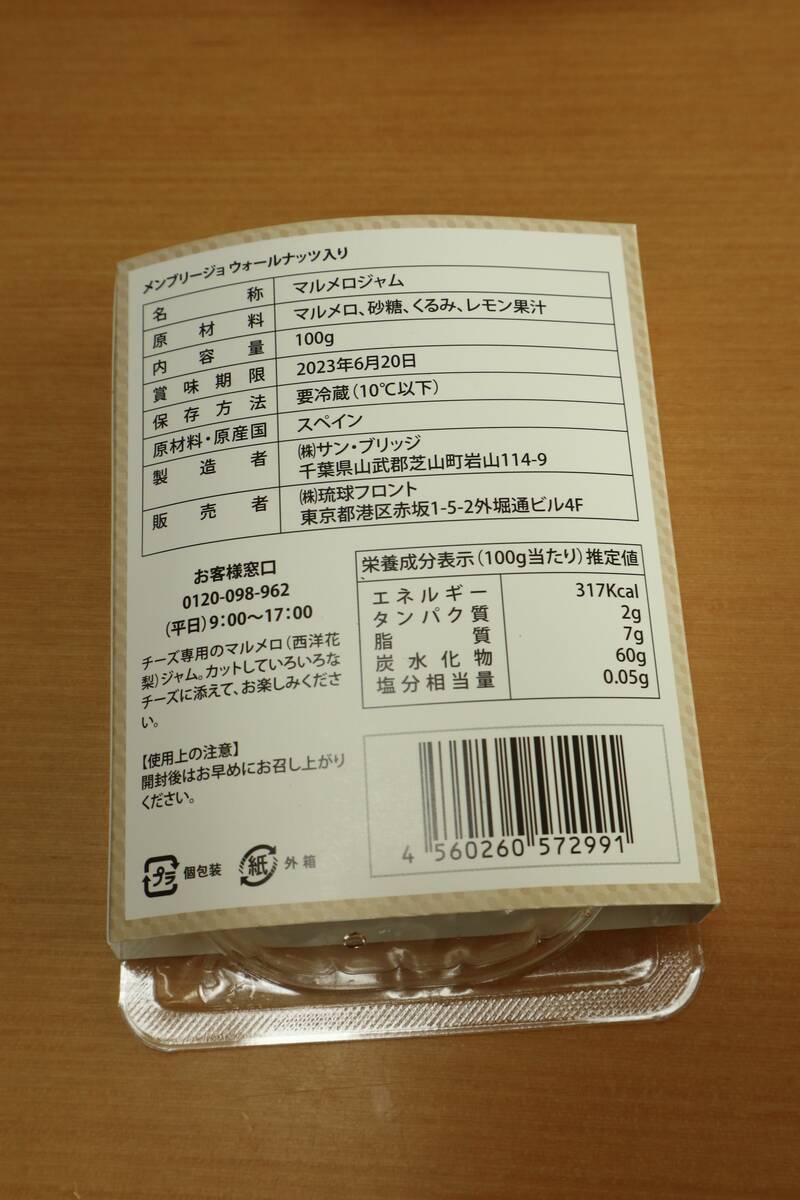 メンブリージョ ウォールナッツ入り
名称 マルメロジャム
原材料 マルメロ、砂糖、くるみ、レモン果汁
内容量 100g
賞味期限 2023年6月20日
保存方法 要冷蔵(10℃以下)
原材料・原産国 スペイン
製造者 ㈱サン・ブリッジ
千葉県山武郡芝山町岩山114-9
販売者 ㈱琉球フロント
東京都港区赤坂1-5-2外堀通ビル4F
お客様窓口
0120-098-962
(平日)9:00〜17:00
チーズ専用のマルメロ(西洋花
梨)ジャム。カットしていろいろな
チーズに添えて、お楽しみくださ
い。
【使用上の注意】
開封後はお早めにお召し上がり
ください。
栄養成分表示(100g当たり)推定値
エネルギー 317Kcal
タンパク質 2g
脂質 7g
炭水化物 60g
塩分相当量 0.05g
プラ 個包装 紙 外箱
4 560260 572991